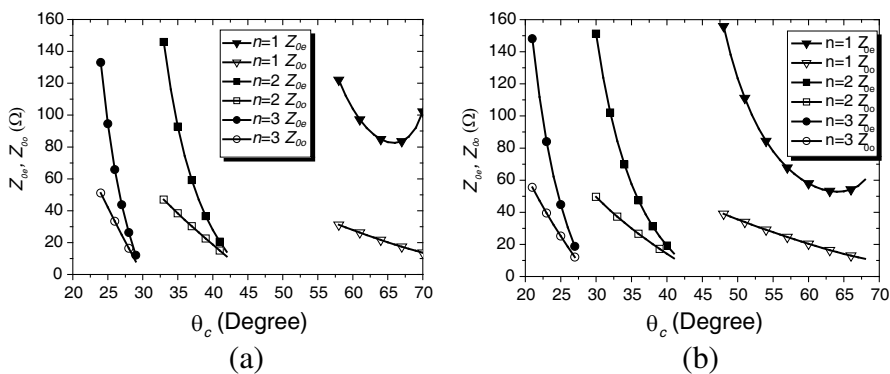 160
140
120
100
80
60
40
20
0
Z0e, Z0o (Ω)
n=1 Z0e
n=1 Z0o
n=2 Z0e
n=2 Z0o
n=3 Z0e
n=3 Z0o
20 25 30 35 40 45 50 55 60 65 70
θc (Degree)
(a)
160
140
120
100
80
60
40
20
0
Z0e, Z0o (Ω)
n=1 Z0e
n=1 Z0o
n=2 Z0e
n=2 Z0o
n=3 Z0e
n=3 Z0o
20 25 30 35 40 45 50 55 60 65 70
θc (Degree)
(b)